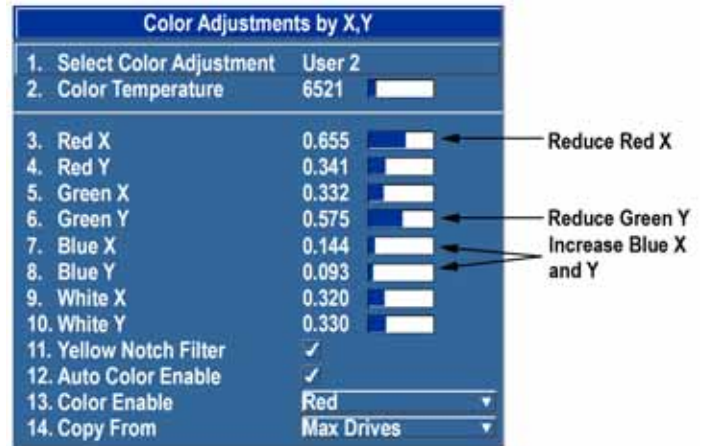 Color Adjustments by X,Y
1. Select Color Adjustment User 2
2. Color Temperature 6521
3. Red X 0.655 Reduce Red X
4. Red Y 0.341
5. Green X 0.332
6. Green Y 0.575 Reduce Green Y
7. Blue X 0.144 Increase Blue X
8. Blue Y 0.093 and Y
9. White X 0.320
10. White Y 0.330
11. Yellow Notch Filter ✓
12. Auto Color Enable ✓
13. Color Enable Red
14. Copy From Max Drives